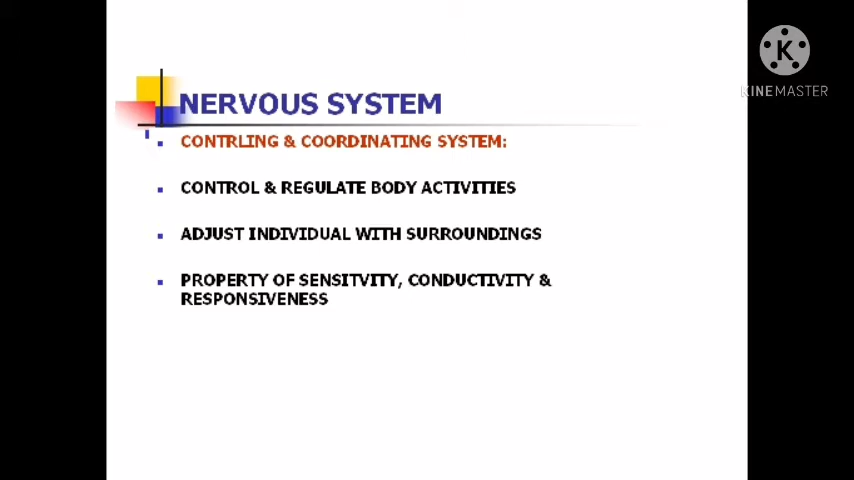 K
KINEMASTER
NERVOUS SYSTEM
CONTRLING & COORDINATING SYSTEM:
CONTROL & REGULATE BODY ACTIVITIES
ADJUST INDIVIDUAL WITH SURROUNDINGS
PROPERTY OF SENSITVITY, CONDUCTIVITY &
RESPONSIVENESS